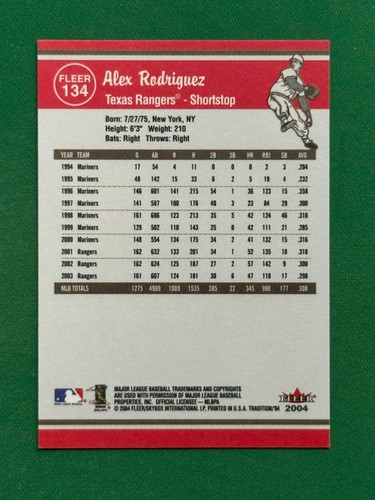 FLEER
134
Alex Rodriguez
Texas Rangers® - Shortstop
Born: 7/27/75, New York, NY
Height: 6'3" Weight: 210
Bats: Right Throws: Right
YEAR TEAM G AB R H 2B 3B HR RBI SB AVG
1994 Mariners 17 54 4 11 0 0 0 2 3 .204
1995 Mariners 48 142 15 33 6 2 5 19 4 .232
1996 Mariners 146 601 141 215 54 1 36 123 15 .358
1997 Mariners 141 587 100 176 40 3 23 84 29 .300
1998 Mariners 161 686 123 213 35 5 42 124 46 .310
1999 Mariners 129 502 110 143 25 0 42 111 21 .285
2000 Mariners 148 554 134 175 34 2 41 132 15 .316
2001 Rangers 162 632 133 201 34 1 52 135 18 .318
2002 Rangers 162 624 125 187 27 2 57 142 9 .300
2003 Rangers 161 607 124 181 30 6 47 118 17 .298
MLB TOTALS 1275 4989 1009 1535 285 22 345 990 177 .308
MAJOR LEAGUE BASEBALL TRADEMARKS AND COPYRIGHTS
ARE USED WITH PERMISSION OF MAJOR LEAGUE BASEBALL
PROPERTIES, INC. OFFICIAL LICENSEE – MLBPA
© 2004 FLEER/SKYBOX INTERNATIONAL LP, PRINTED IN U.S.A. TRADITION/'04
FLEER
2004